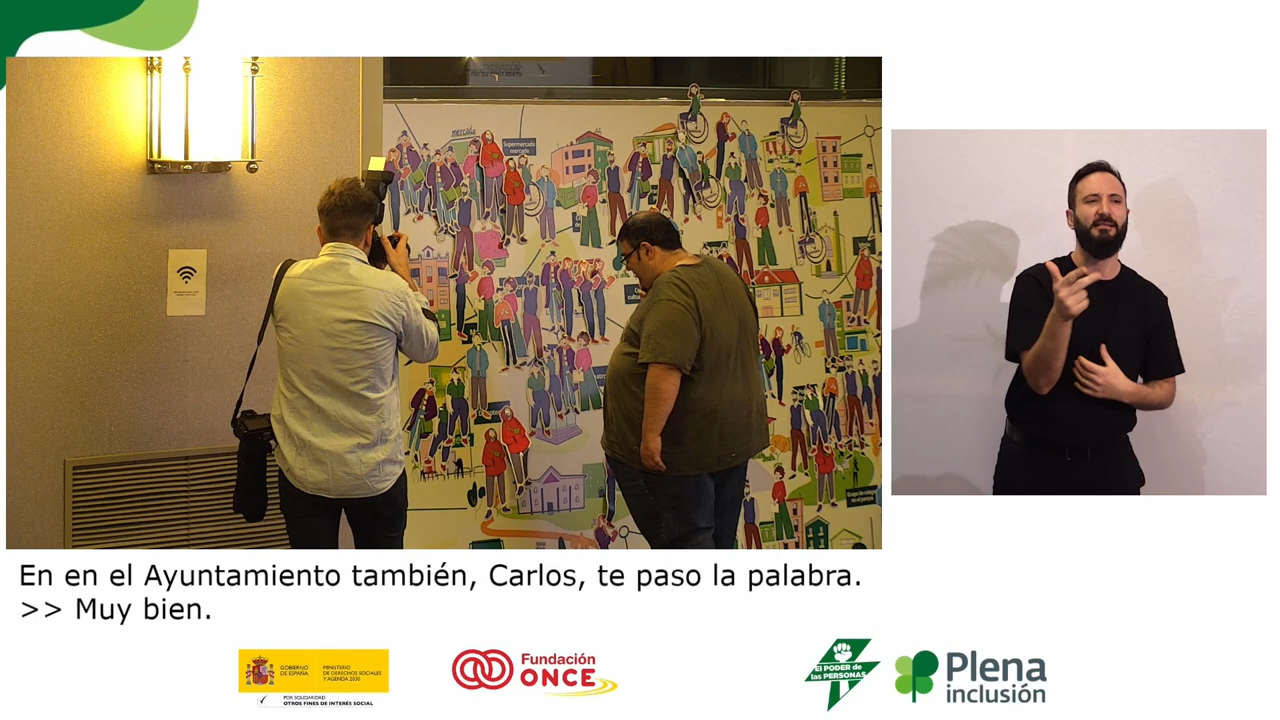 mercado
Supermercado
mercado
En en el Ayuntamiento también, Carlos, te paso la palabra.
>> Muy bien.
GOBIERNO
DE ESPAÑA
MINISTERIO
DE DERECHOS SOCIALES
Y AGENDA 2030
POR SOLIDARIDAD
OTROS FINES DE INTERÉS SOCIAL
Fundación
ONCE
EL PODER de
las PERSONAS
Plena
inclusión